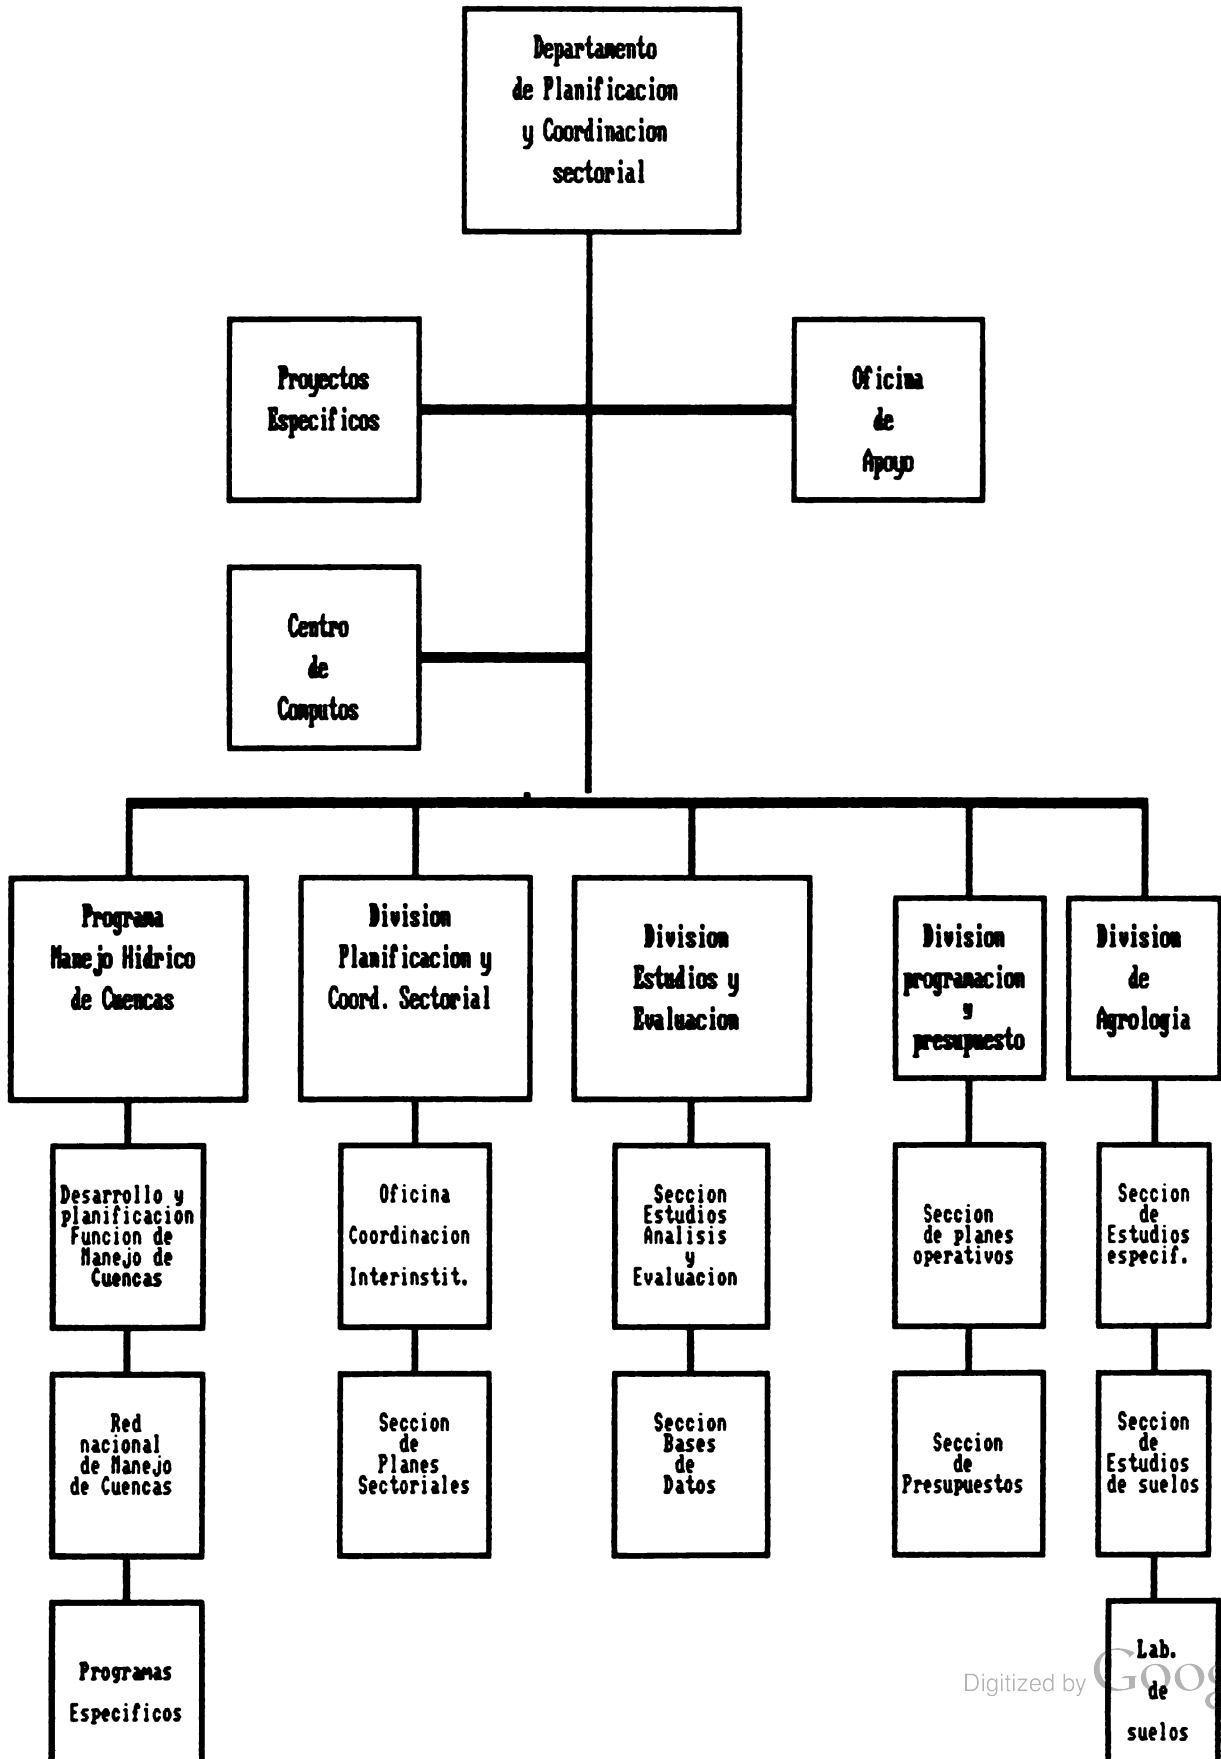 Departamento
de Planificacion
y Coordinacion
sectorial
Proyectos
Especificos
Oficina
de
Apoyo
Centro
de
Computos
Programa
Manejo Hidrico
de Cuencas
Division
Planificacion y
Coord. Sectorial
Division
Estudios y
Evaluacion
Division
programacion
y
presupuesto
Division
de
Agrologia
Desarrollo y
planificacion
Funcion de
Manejo de
Cuencas
Oficina
Coordinacion
Interinstit.
Seccion
Estudios
Analisis
y
Evaluacion
Seccion
de planes
operativos
Seccion
de
Estudios
especif.
Red
nacional
de Manejo
de Cuencas
Seccion
de
Planes
Sectoriales
Seccion
Bases
de
Datos
Seccion
de
Presupuestos
Seccion
de
Estudios
de suelos
Programas
Especificos
Lab.
de
suelos
Digitized by Goog